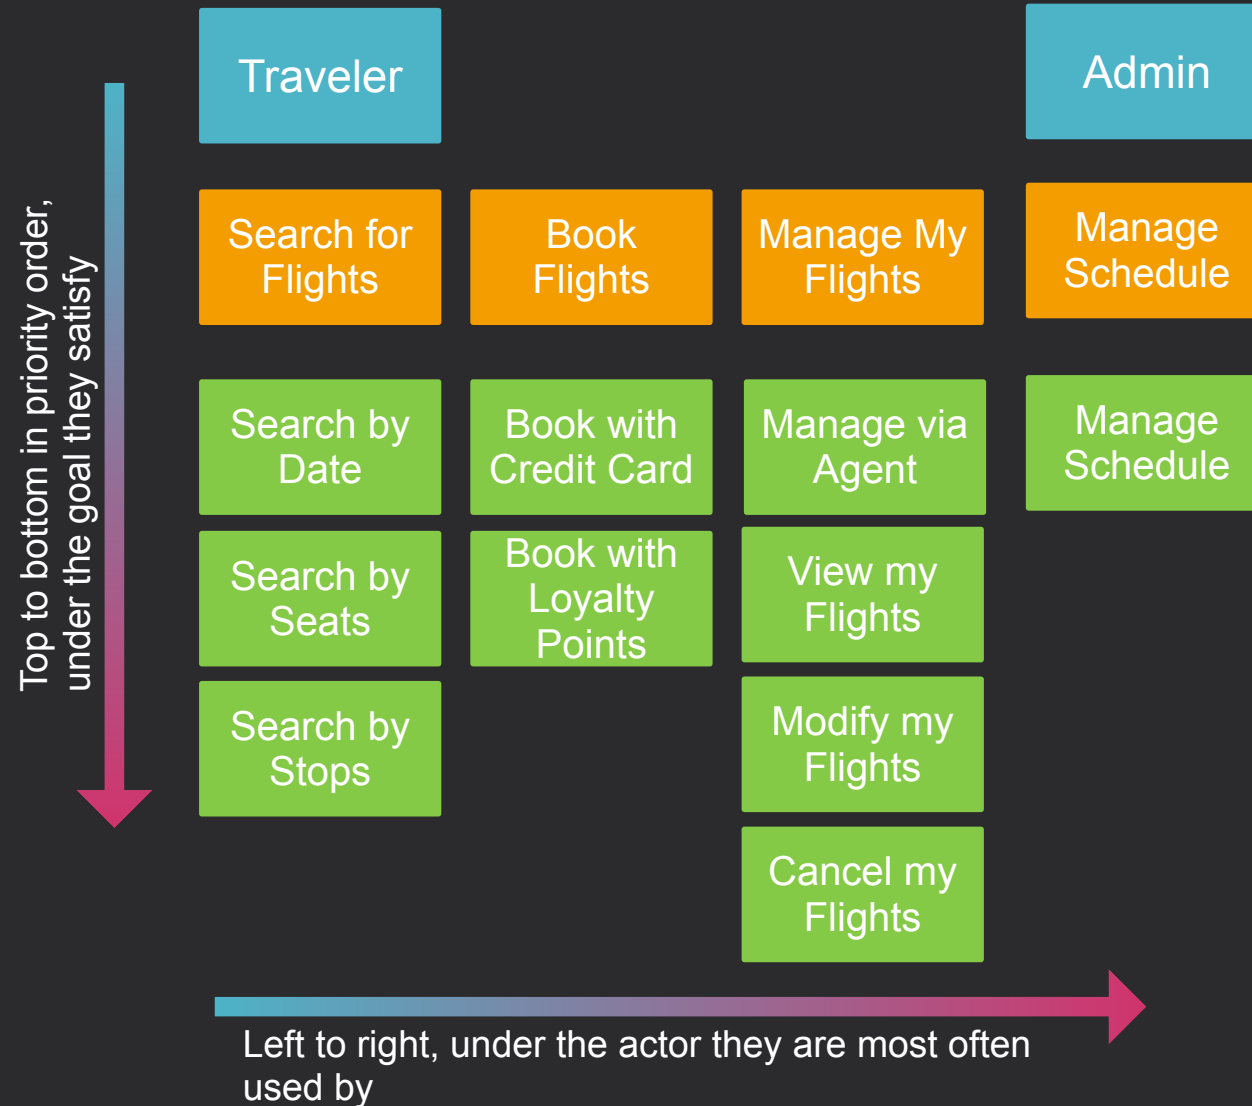 Traveler
Admin
Top to bottom in priority order,
under the goal they satisfy
Search for
Flights
Book
Flights
Manage My
Flights
Manage
Schedule
Search by
Date
Book with
Credit Card
Manage via
Agent
Manage
Schedule
Search by
Seats
Book with
Loyalty
Points
View my
Flights
Search by
Stops
Modify my
Flights
Cancel my
Flights
Left to right, under the actor they are most often
used by